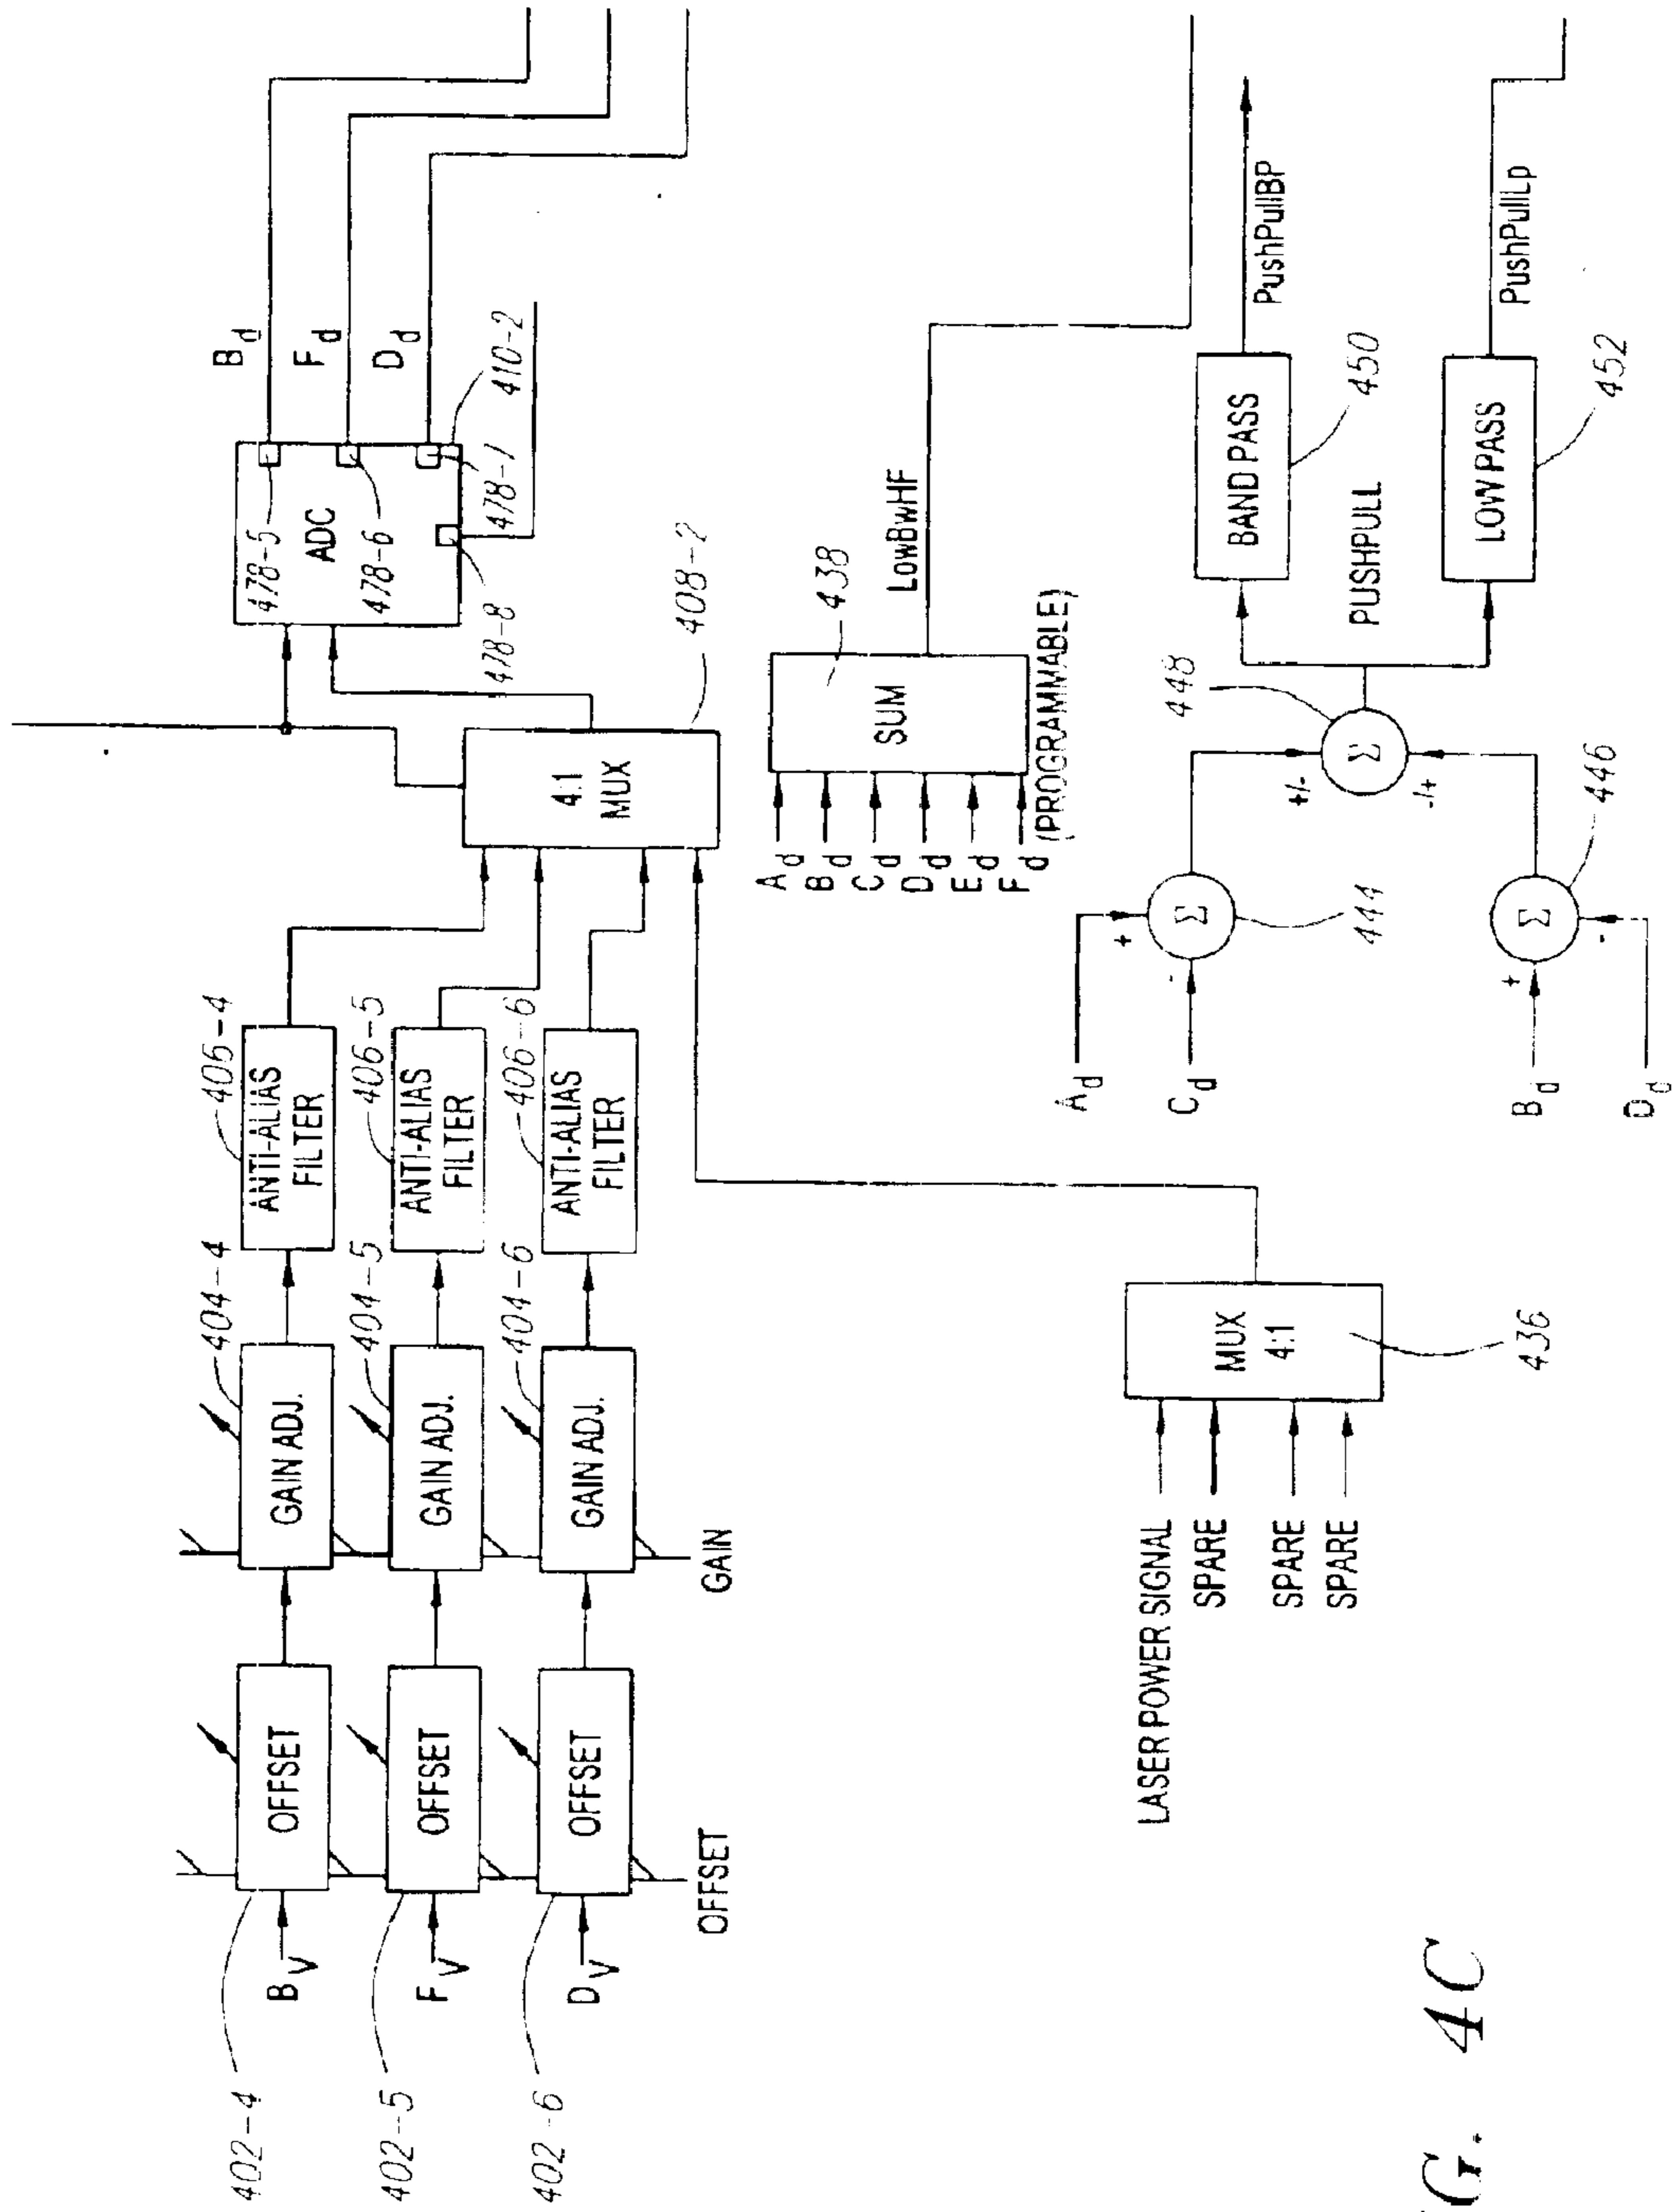 402-4
402-5
402-6
B_V
F_V
D_V
OFFSET
OFFSET
OFFSET
OFFSET
404-4
404-5
404-6
GAIN ADJ.
GAIN ADJ.
GAIN ADJ.
GAIN
406-4
406-5
406-6
ANTI-ALIAS
FILTER
ANTI-ALIAS
FILTER
ANTI-ALIAS
FILTER
4:1
MUX
408-2
478-5
ADC
478-6
478-8
478-1
410-2
B_d
F_d
D_d
LASER POWER SIGNAL
SPARE
SPARE
SPARE
MUX
4:1
436
A_d
B_d
C_d
D_d
E_d
F_d
(PROGRAMMABLE)
SUM
438
LowBwHF
A_d
C_d
+
-
Σ
444
B_d
D_d
+
-
Σ
446
+/-
-/+
Σ
448
PUSHPULL
BAND PASS
450
PushPullBP
LOW PASS
452
PushPullLp
G. 4C